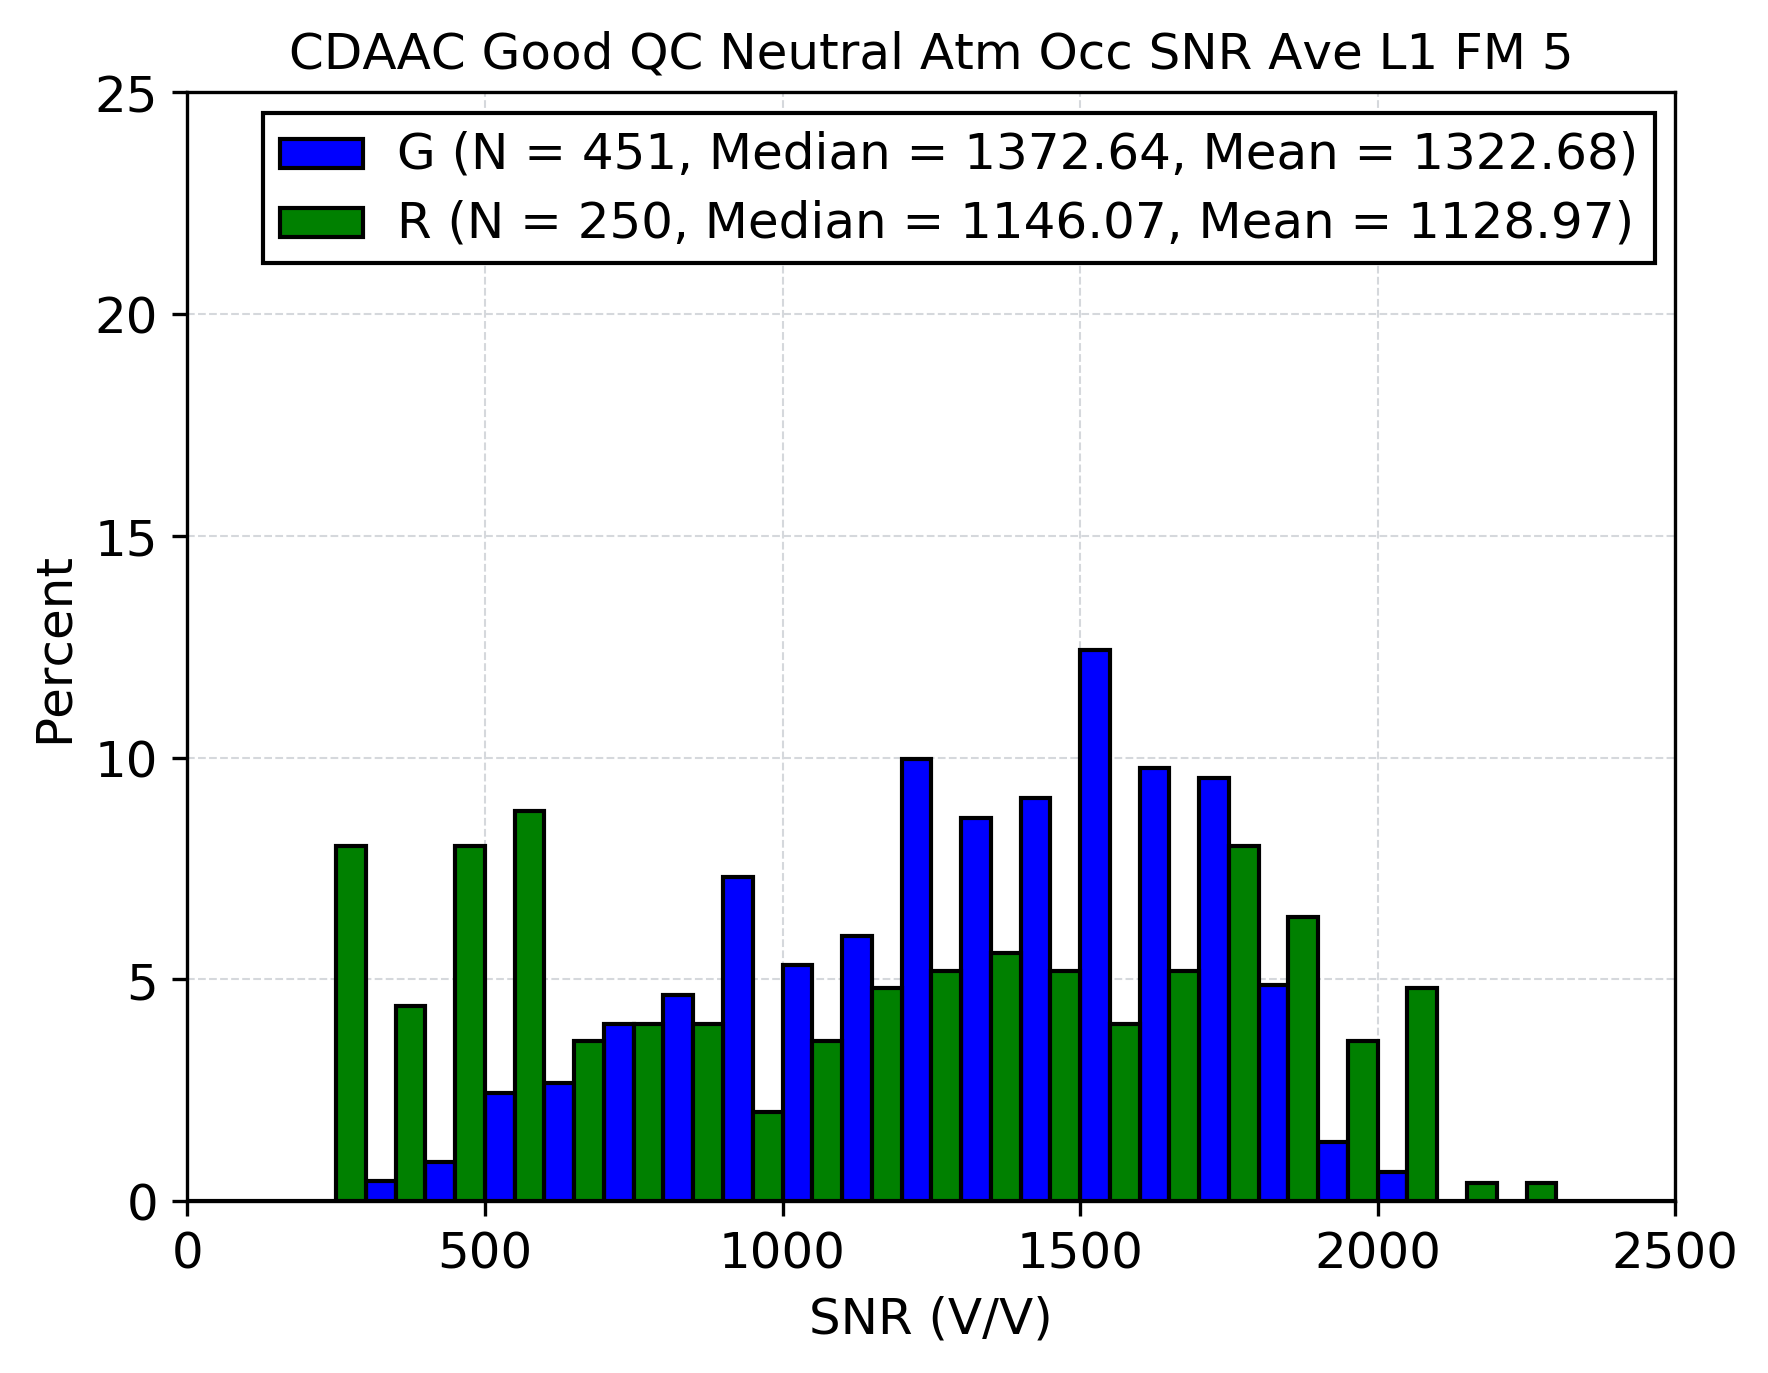 CDAAC Good QC Neutral Atm Occ SNR Ave L1 FM 5
25
G (N = 451, Median = 1372.64, Mean = 1322.68)
R (N = 250, Median = 1146.07, Mean = 1128.97)
20
15
10
5
0
Percent
0 500 1000 1500 2000 2500
SNR (V/V)